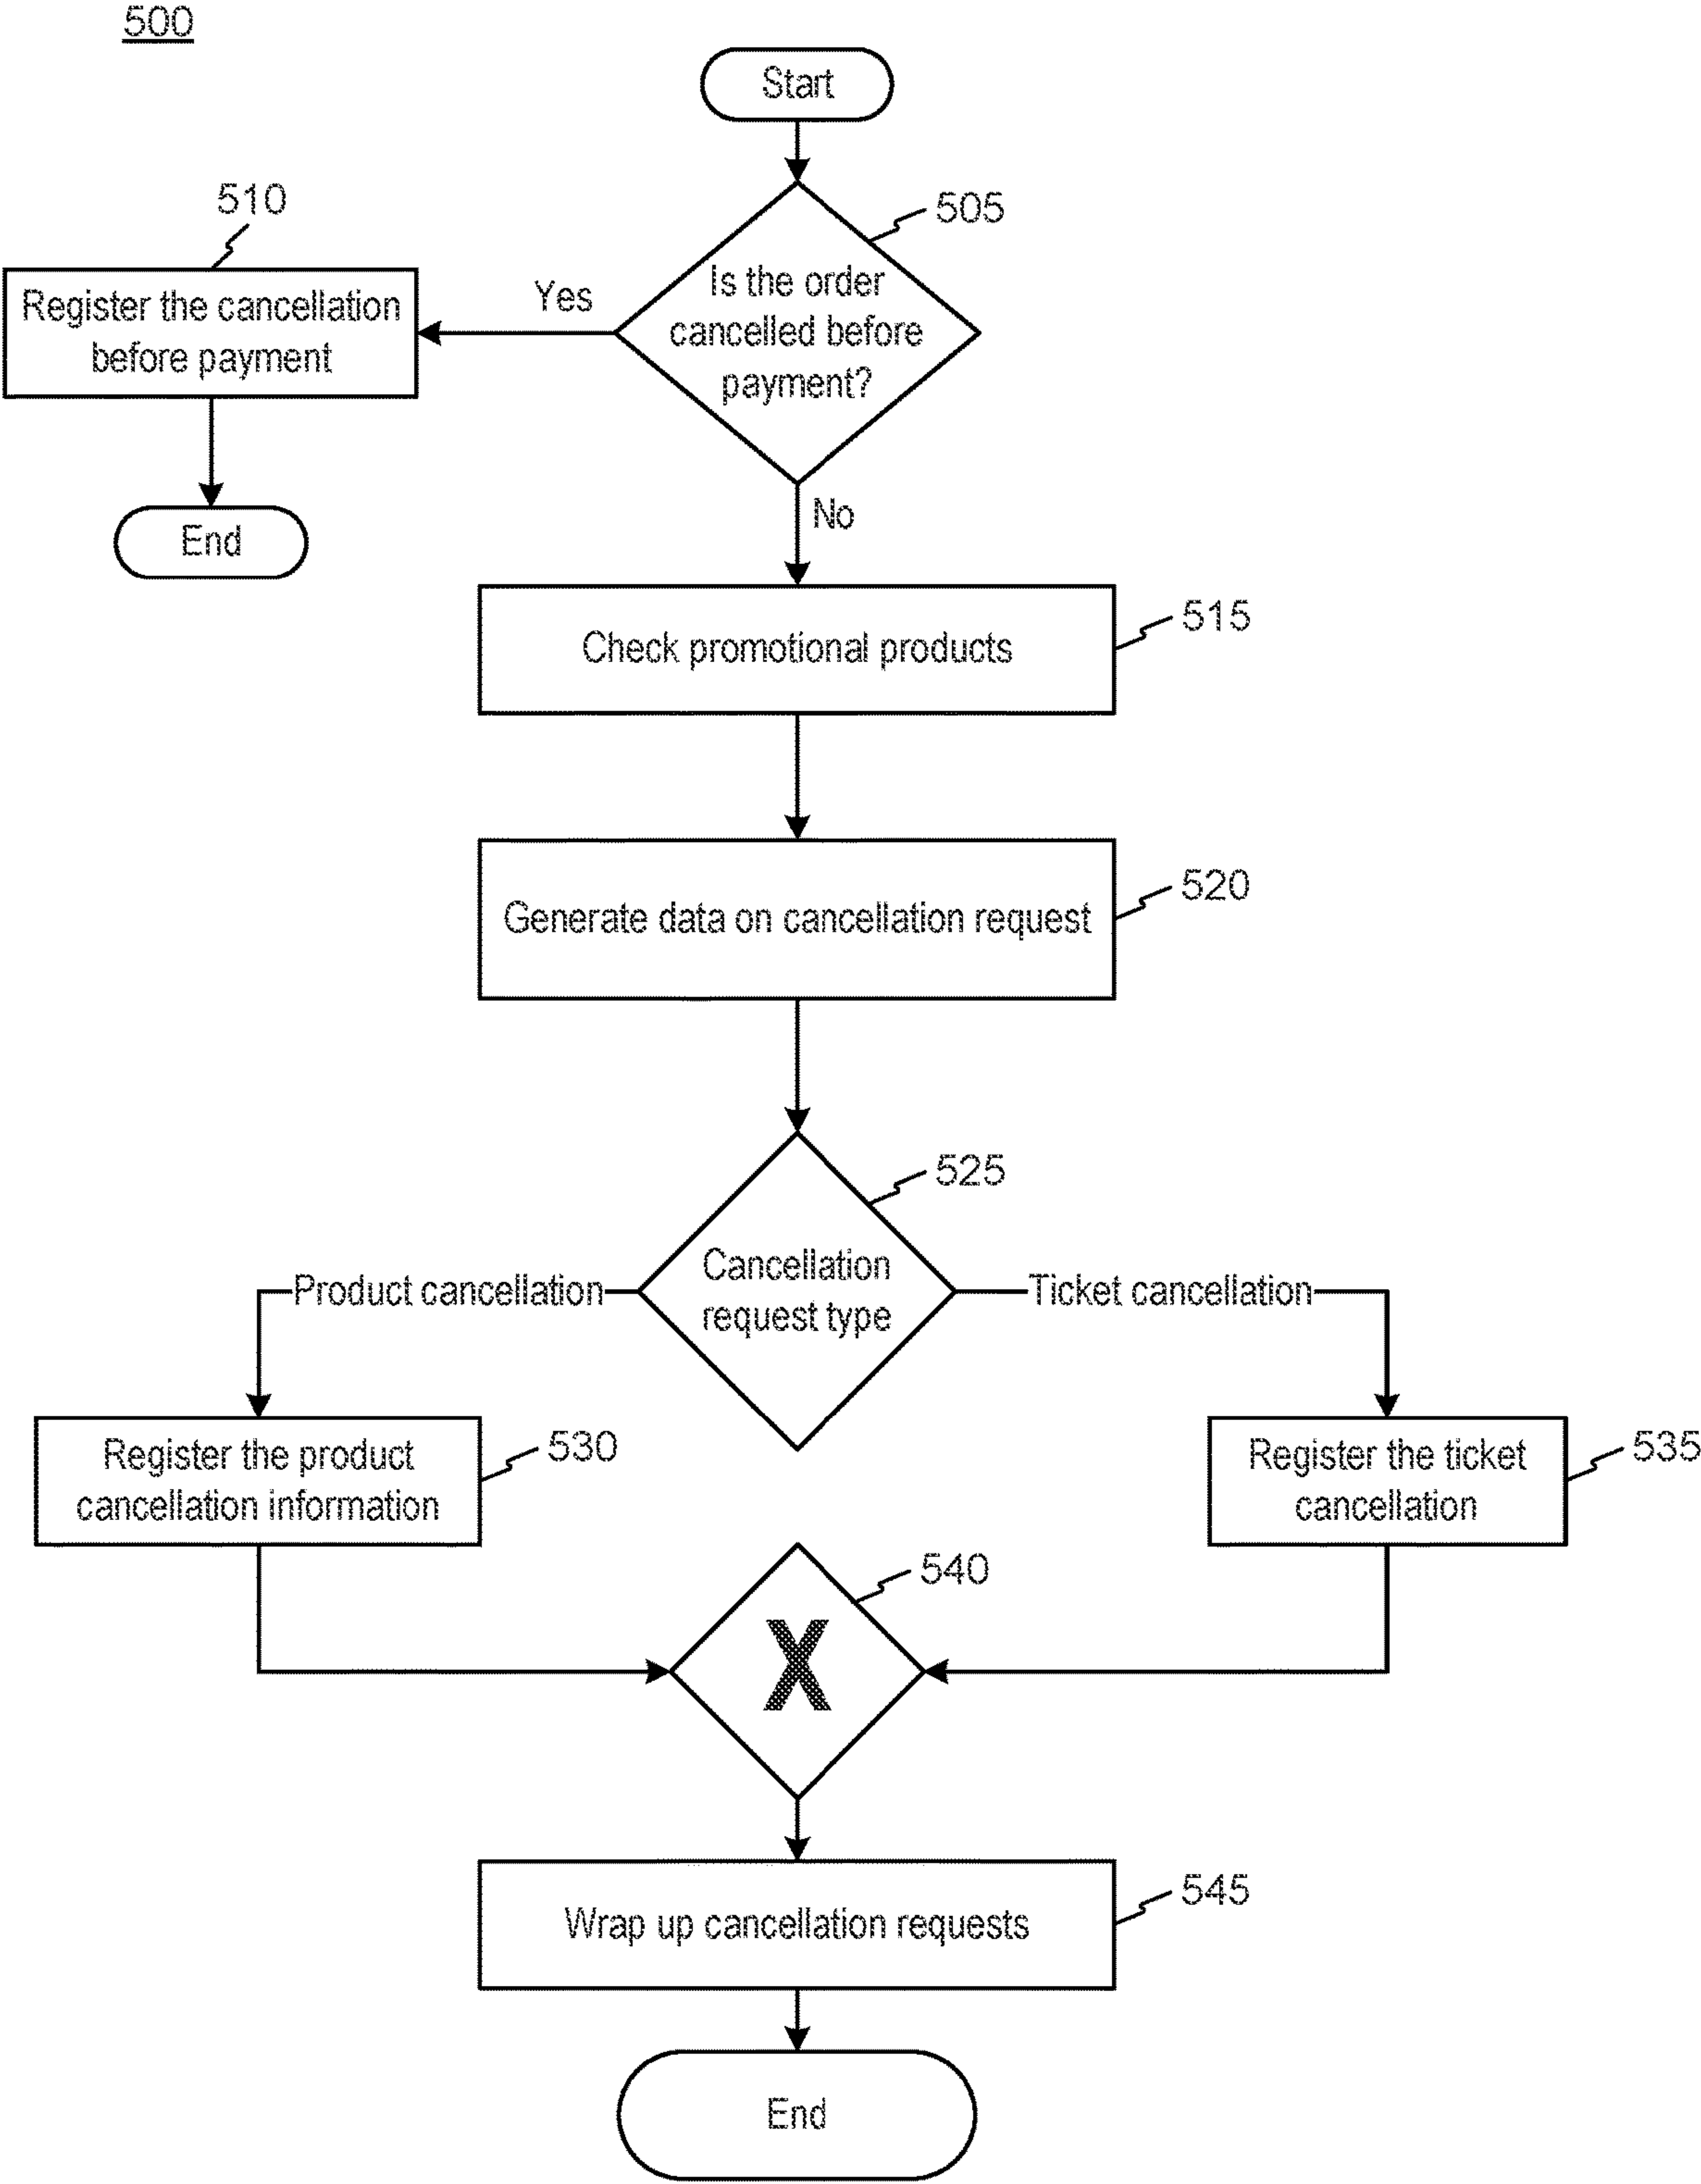 500
Start
505
Is the order
cancelled before
payment?
Yes
510
Register the cancellation
before payment
End
No
515
Check promotional products
520
Generate data on cancellation request
525
Cancellation
request type
Product cancellation
Ticket cancellation
530
Register the product
cancellation information
535
Register the ticket
cancellation
540
X
545
Wrap up cancellation requests
End